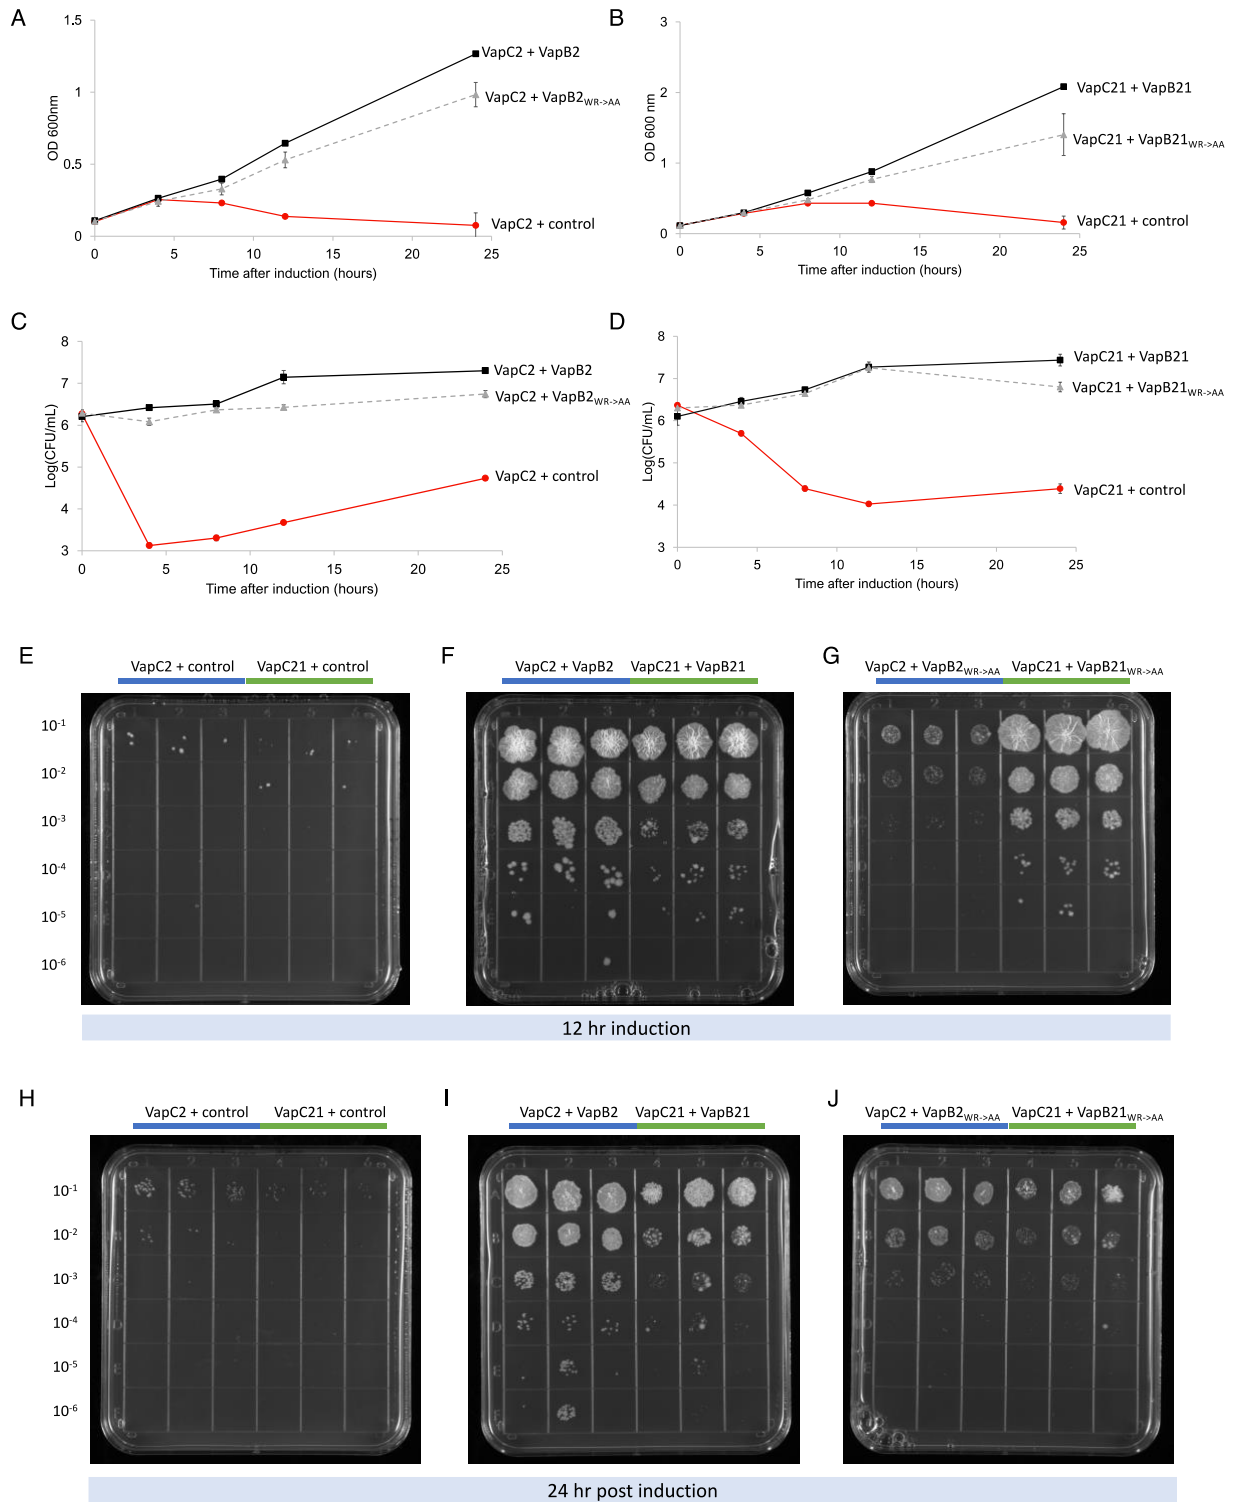 A
1.5
1
0.5
0
0 5 10 15 20 25
OD 600nm
Time after induction (hours)
VapC2 + VapB2
VapC2 + VapB2WR->AA
VapC2 + control
B
3
2
1
0
0 5 10 15 20 25
OD 600 nm
Time after induction (hours)
VapC21 + VapB21
VapC21 + VapB21WR->AA
VapC21 + control
C
8
7
6
5
4
3
0 5 10 15 20 25
Log(CFU/mL)
Time after induction (hours)
VapC2 + VapB2
VapC2 + VapB2WR->AA
VapC2 + control
D
8
7
6
5
4
3
0 5 10 15 20 25
Log(CFU/mL)
Time after induction (hours)
VapC21 + VapB21
VapC21 + VapB21WR->AA
VapC21 + control
E
VapC2 + control VapC21 + control
F
VapC2 + VapB2 VapC21 + VapB21
G
VapC2 + VapB2WR->AA VapC21 + VapB21WR->AA
10-1
10-2
10-3
10-4
10-5
10-6
12 hr induction
H
VapC2 + control VapC21 + control
I
VapC2 + VapB2 VapC21 + VapB21
J
VapC2 + VapB2WR->AA VapC21 + VapB21WR->AA
10-1
10-2
10-3
10-4
10-5
10-6
24 hr post induction